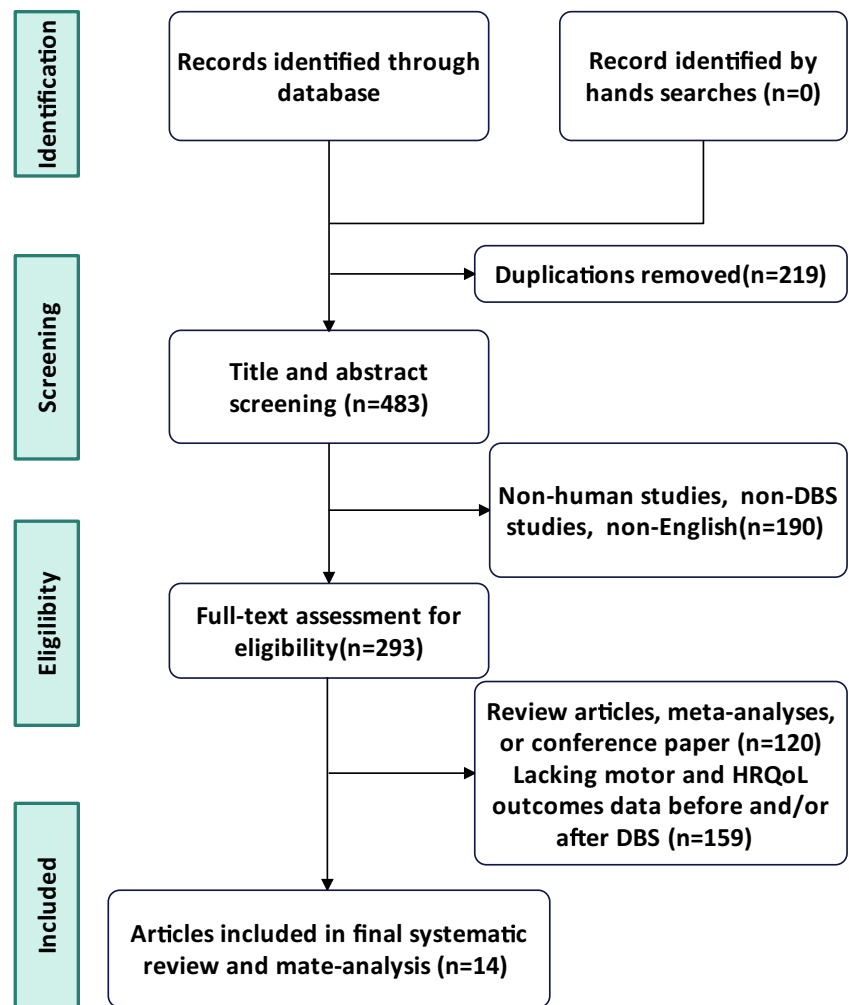 Identification
Records identified through
database
Record identified by
hands searches (n=0)
Duplications removed(n=219)
Screening
Title and abstract
screening (n=483)
Non-human studies, non-DBS
studies, non-English(n=190)
Eligilibity
Full-text assessment for
eligibility(n=293)
Review articles, meta-analyses,
or conference paper (n=120)
Lacking motor and HRQoL
outcomes data before and/or
after DBS (n=159)
Included
Articles included in final systematic
review and mate-analysis (n=14)